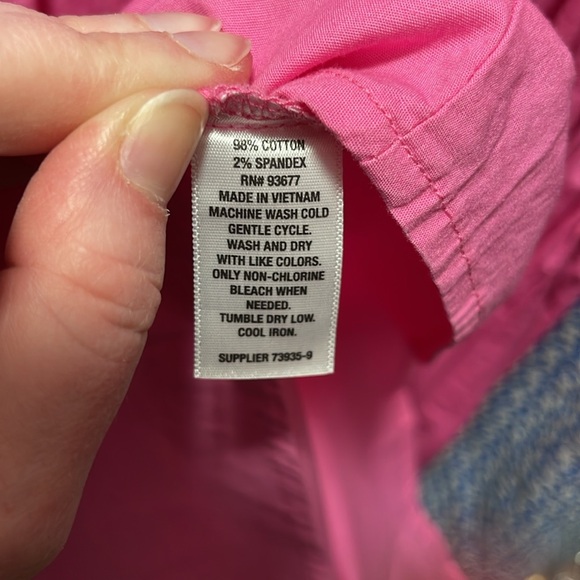 98% COTTON
2% SPANDEX
RN# 93677
MADE IN VIETNAM
MACHINE WASH COLD
GENTLE CYCLE.
WASH AND DRY
WITH LIKE COLORS.
ONLY NON-CHLORINE
BLEACH WHEN
NEEDED.
TUMBLE DRY LOW.
COOL IRON.
SUPPLIER 73935-9